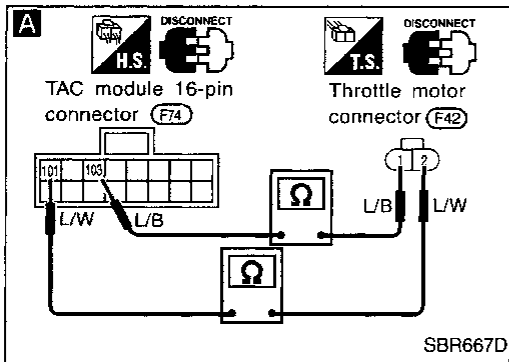 A
DISCONNECT
H.S.
DISCONNECT
T.S.
TAC module 16-pin
connector F74
Throttle motor
connector F42
101 103
1 2
L/W L/B
L/B L/W
Ω
Ω
SBR667D